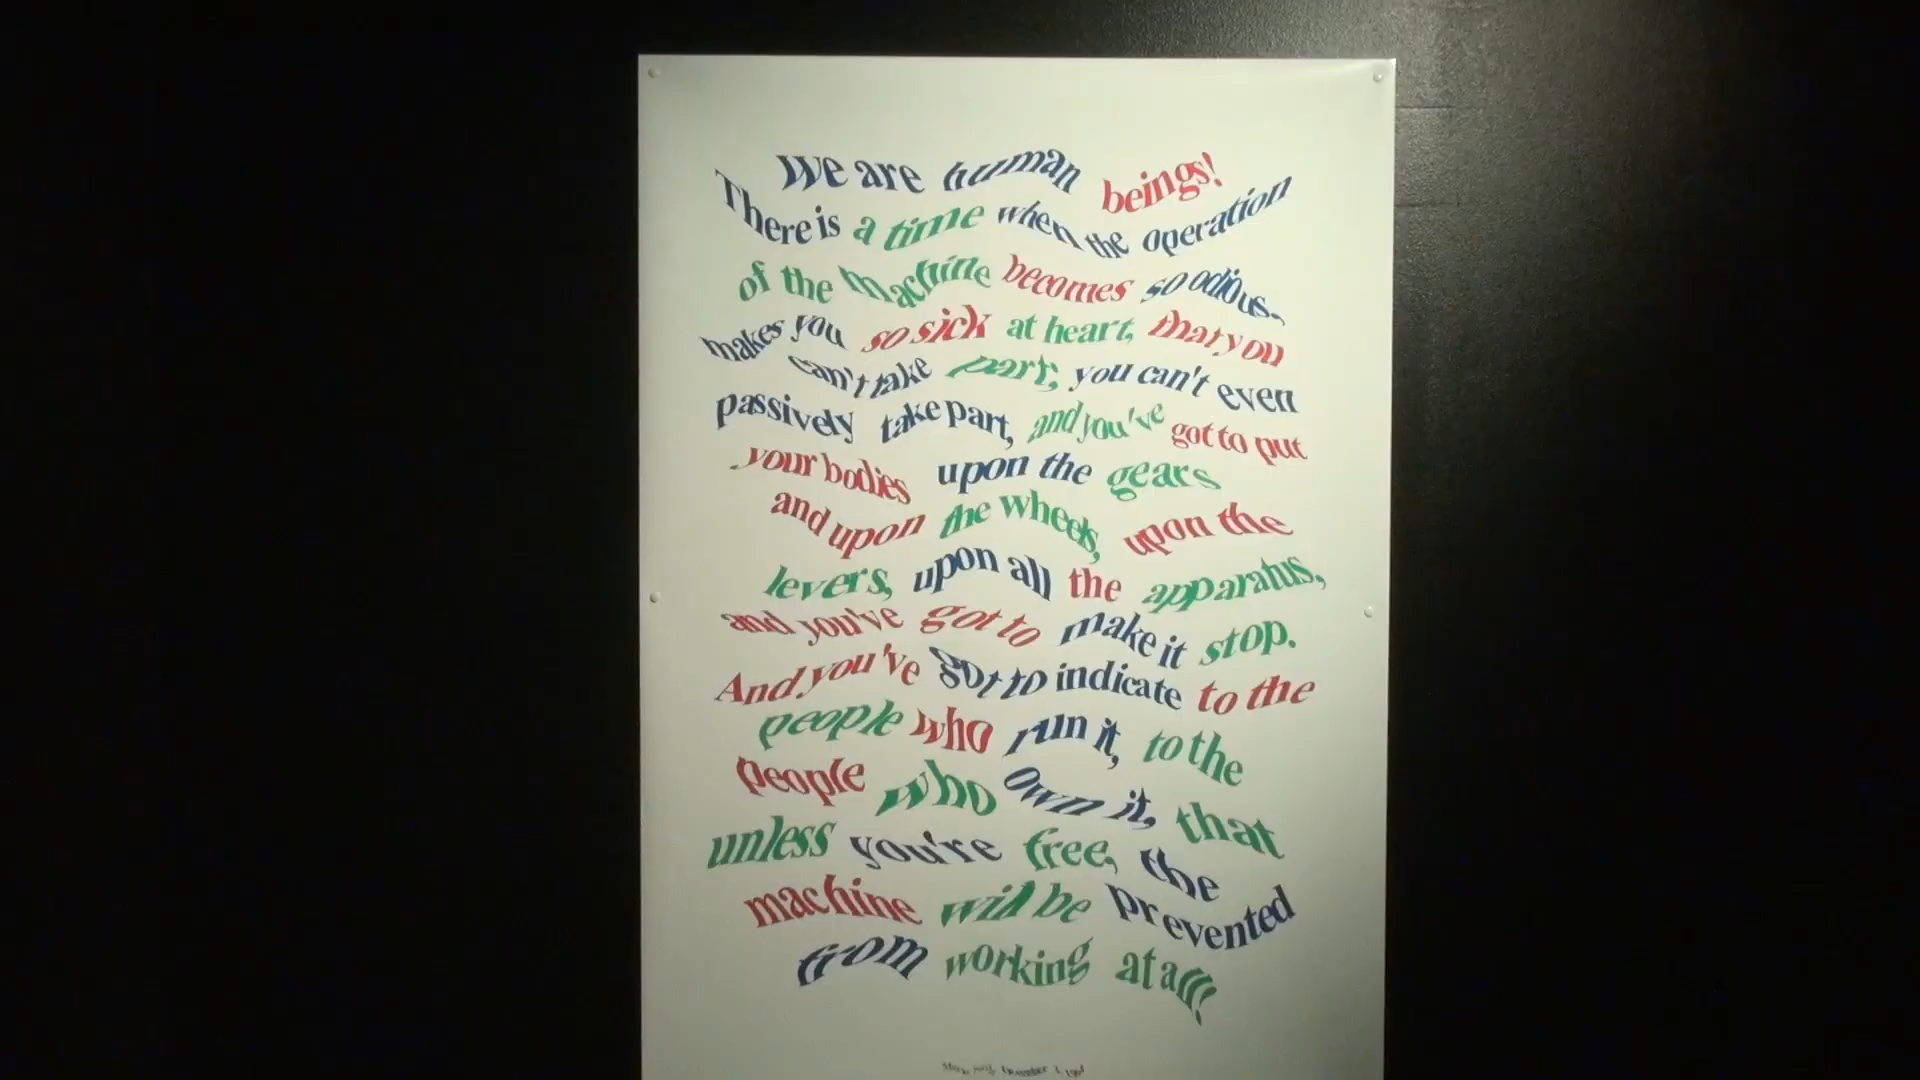 We are human beings!
There is a time when the operation
of the machine becomes so odious,
makes you so sick at heart, that you
can't take part; you can't even
passively take part, and you've got to put
your bodies upon the gears
and upon the wheels, upon the
levers, upon all the apparatus,
and you've got to make it stop.
And you've got to indicate to the
people who run it, to the
people who own it, that
unless you're free, the
machine will be prevented
from working at all!